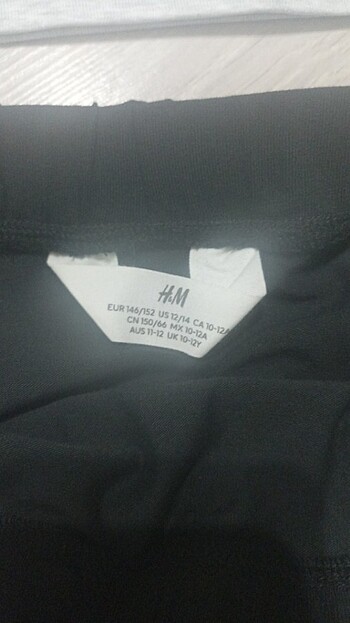 H&M
EUR 146/152 US 12/14 CA 10-12A
CN 150/66 MX 10-12A
AUS 11-12 UK 10-12Y